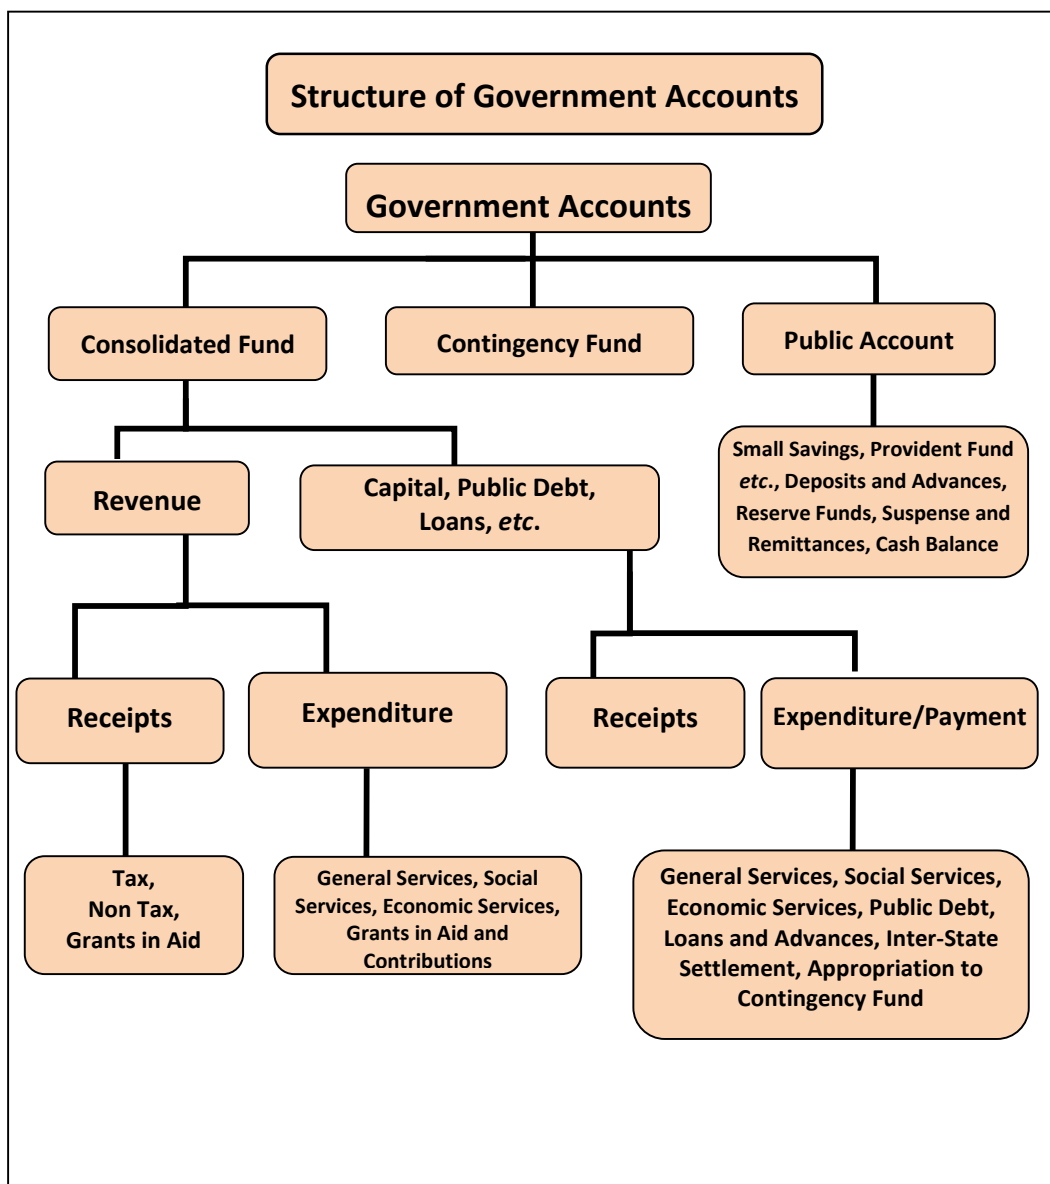 Structure of Government Accounts
Government Accounts
Consolidated Fund
Contingency Fund
Public Account
Small Savings, Provident Fund
etc., Deposits and Advances,
Reserve Funds, Suspense and
Remittances, Cash Balance
Revenue
Capital, Public Debt,
Loans, etc.
Receipts
Expenditure
Receipts
Expenditure/Payment
Tax,
Non Tax,
Grants in Aid
General Services, Social
Services, Economic Services,
Grants in Aid and
Contributions
General Services, Social Services,
Economic Services, Public Debt,
Loans and Advances, Inter-State
Settlement, Appropriation to
Contingency Fund